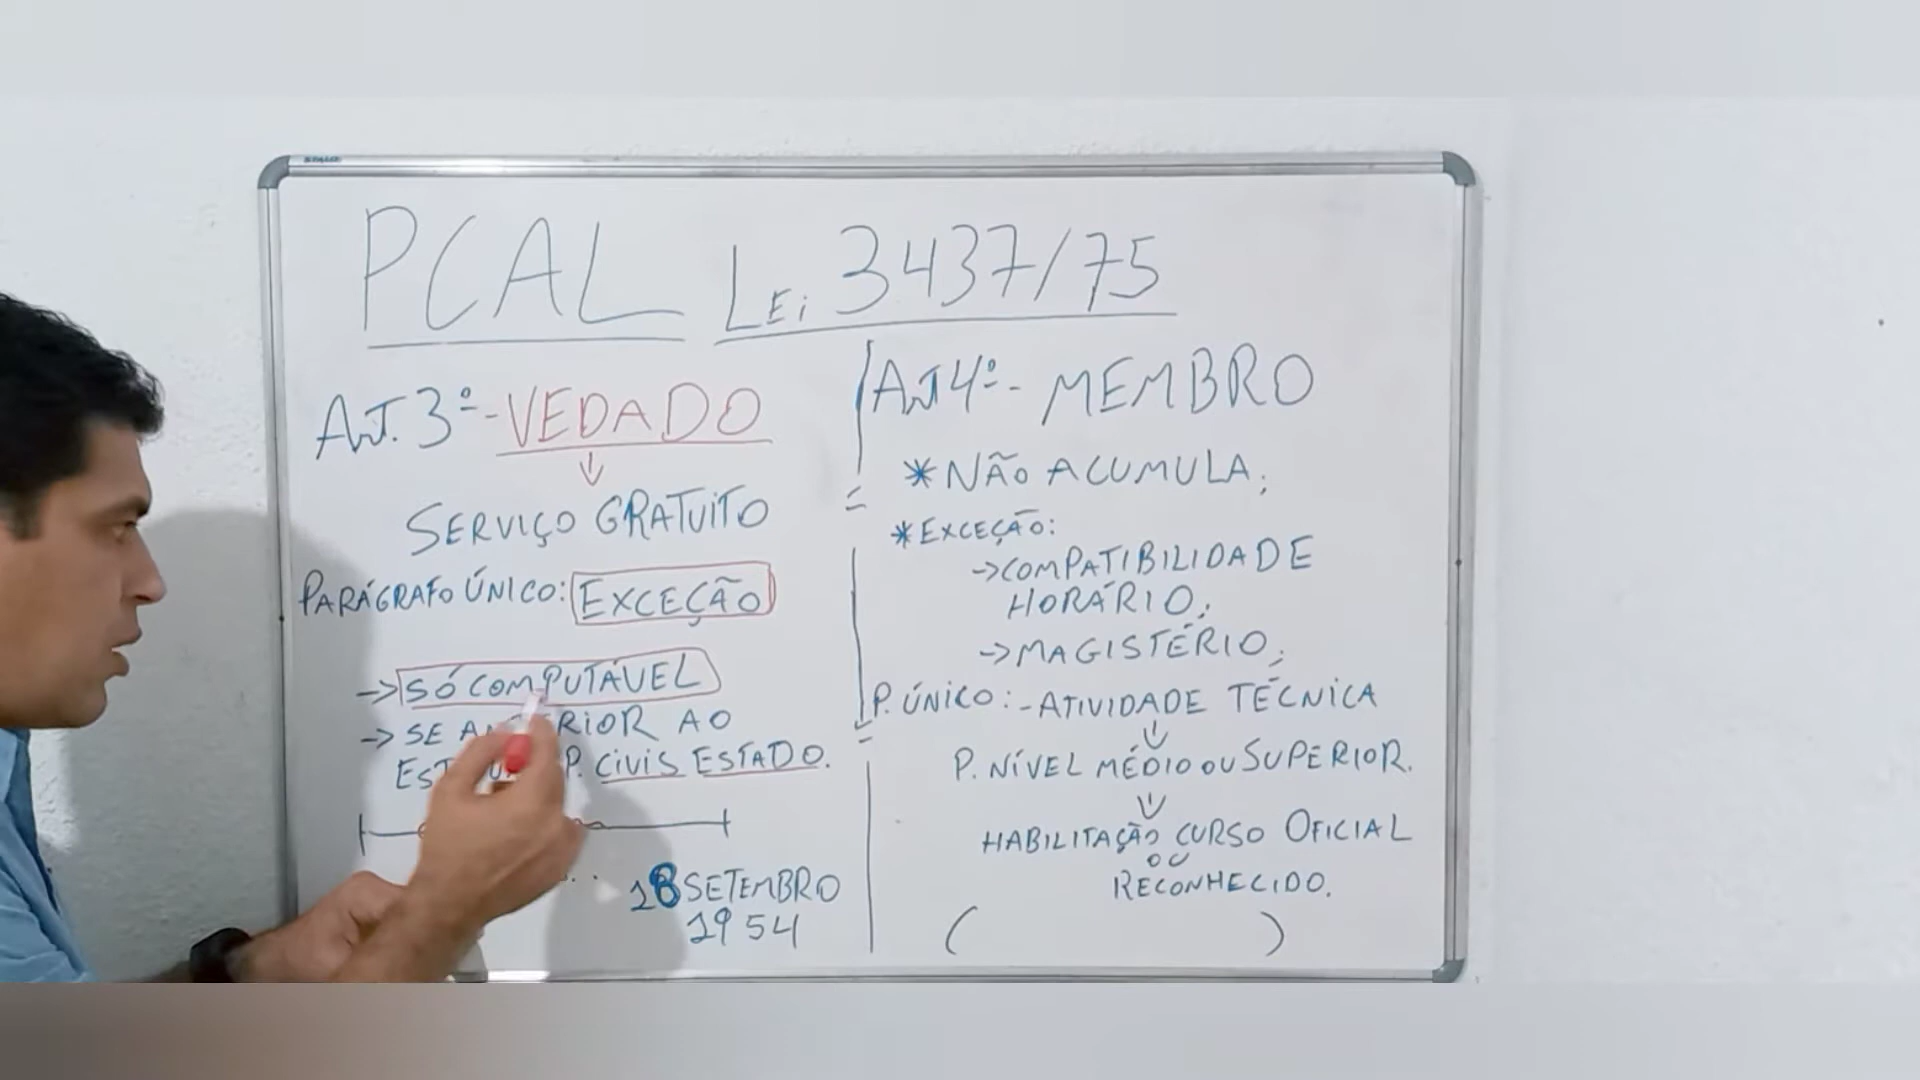 PCAL LEi 3437/75
ART. 3º - VEDADO
SERVIÇO GRATUITO
PARÁGRAFO ÚNICO: EXCEÇÃO
-> SÓ COMPUTÁVEL
-> SE ANTERIOR AO
P. CIVIS ESTADO.
18 SETEMBRO
1954
ART 4º - MEMBRO
* NÃO ACUMULA;
* EXCEÇÃO:
-> COMPATIBILIDADE
HORÁRIO;
-> MAGISTÉRIO;
P. ÚNICO: - ATIVIDADE TÉCNICA
P. NÍVEL MÉDIO OU SUPERIOR.
HABILITAÇÃO CURSO OFICIAL
OU
RECONHECIDO.
( )